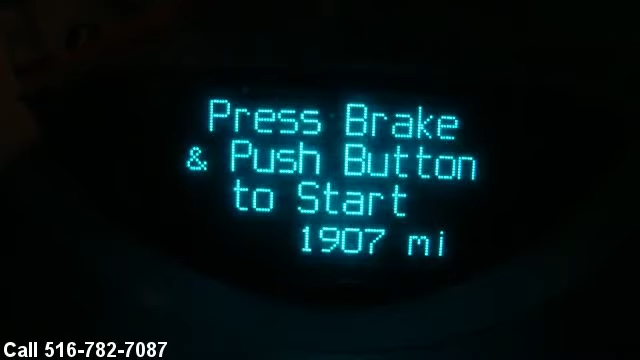 Press Brake
& Push Button
to Start
1907 mi
Call 516-782-7087